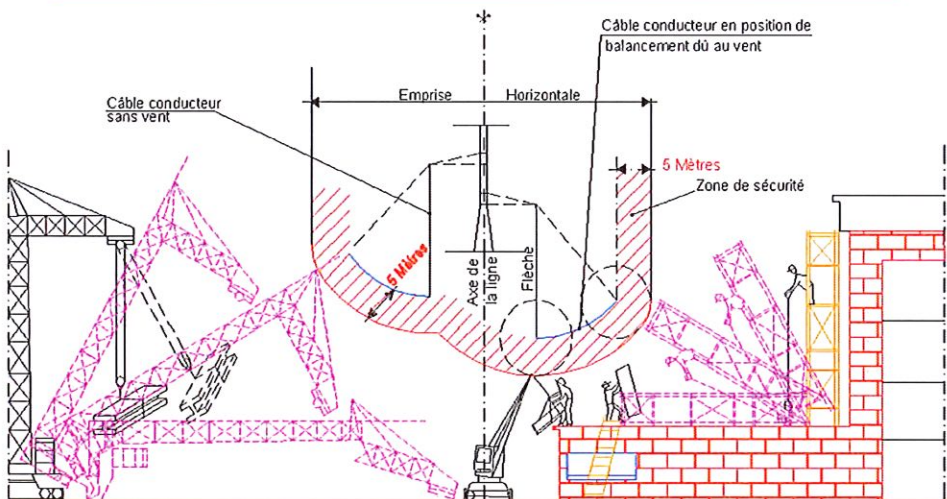 Câble conducteur en position de
balancement dû au vent
Câble conducteur
sans vent
Emprise Horizontale
5 Mètres
Zone de sécurité
5 Mètres
Axe de
la ligne
Flèche